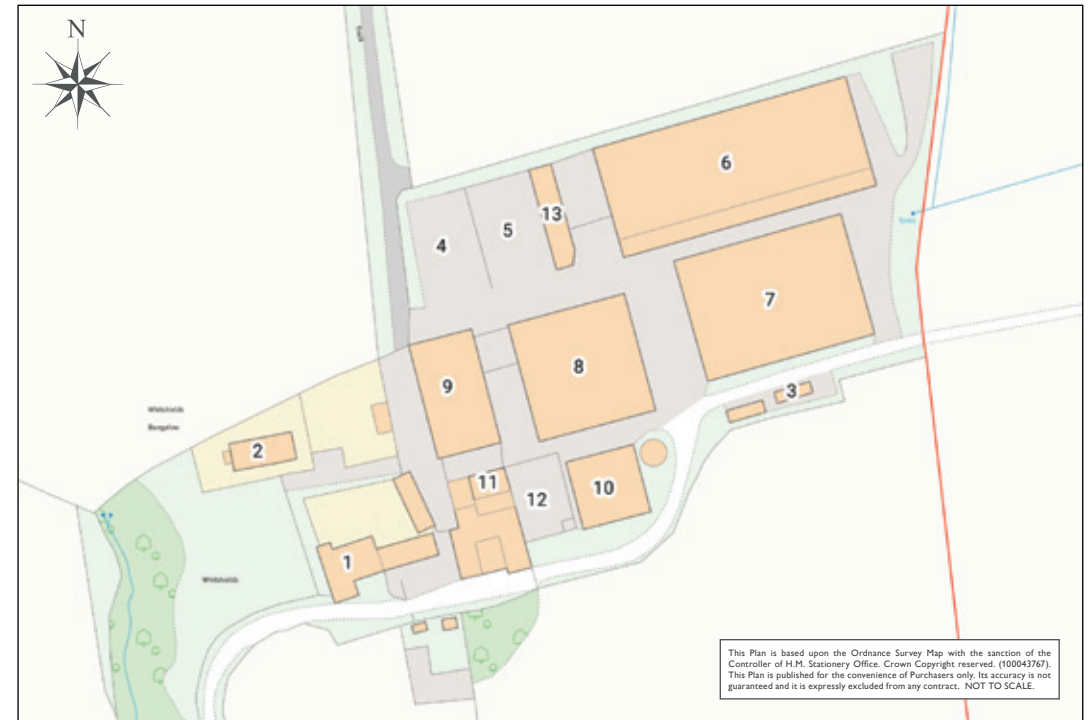 N
6
13
5
4
7
9
8
3
Whitshields
Bungalow
2
11
10
12
1
Whitshields
This Plan is based upon the Ordnance Survey Map with the sanction of the
Controller of H.M. Stationery Office. Crown Copyright reserved. (100043767).
This Plan is published for the convenience of Purchasers only. Its accuracy is not
guaranteed and it is expressly excluded from any contract. NOT TO SCALE.